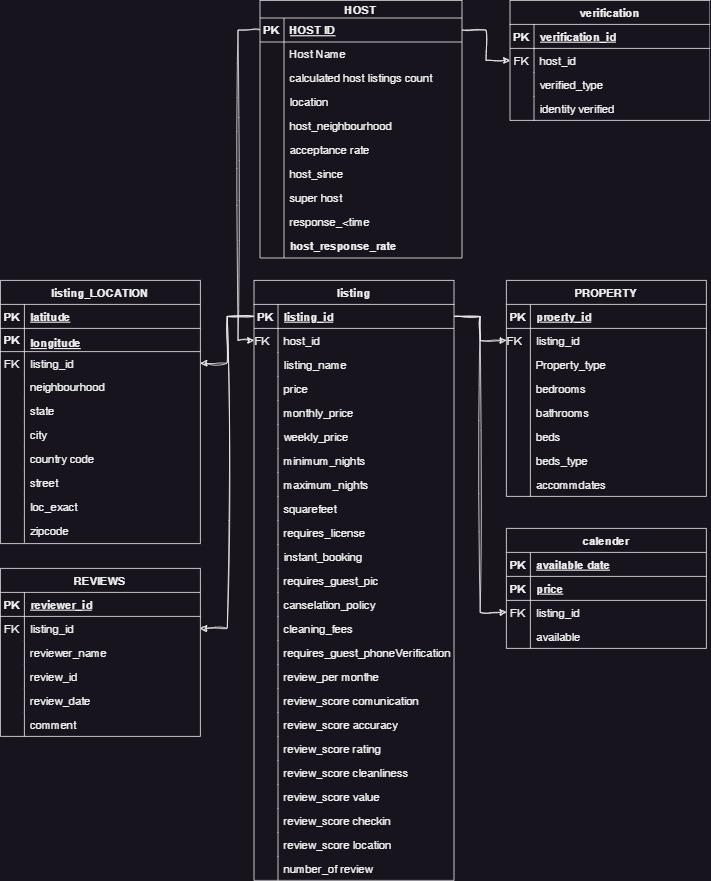 HOST
PK HOST ID
Host Name
calculated host listings count
location
host_neighbourhood
acceptance rate
host_since
super host
response_<time
host_response_rate
verification
PK verification_id
FK host_id
verified_type
identity verified
listing_LOCATION
PK latitude
PK longitude
FK listing_id
neighbourhood
state
city
country code
street
loc_exact
zipcode
listing
PK listing_id
FK host_id
listing_name
price
monthly_price
weekly_price
minimum_nights
maximum_nights
squarefeet
requires_license
instant_booking
requires_guest_pic
canselation_policy
cleaning_fees
requires_guest_phoneVerification
review_per monthe
review_score comunication
review_score accuracy
review_score rating
review_score cleanliness
review_score value
review_score checkin
review_score location
number_of review
PROPERTY
PK proerty_id
FK listing_id
Property_type
bedrooms
bathrooms
beds
beds_type
accommdates
REVIEWS
PK reviewer_id
FK listing_id
reviewer_name
review_id
review_date
comment
calender
PK available_date
PK price
FK listing_id
available